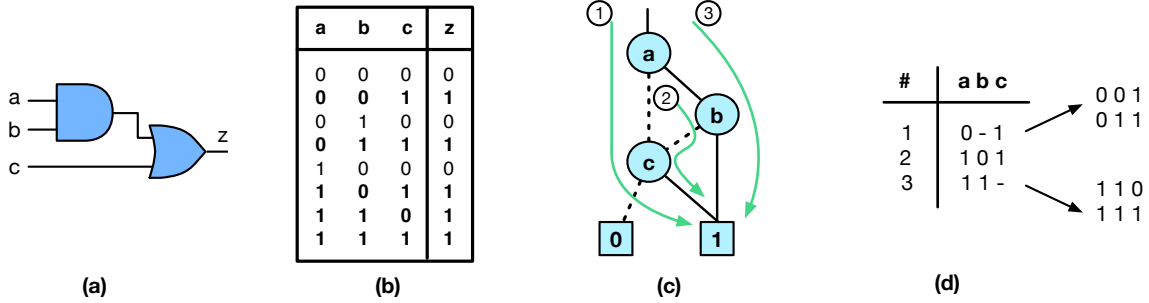 a
b
c
z
(a)
a b c z
0 0 0 0
0 0 1 1
0 1 0 0
0 1 1 1
1 0 0 0
1 0 1 1
1 1 0 1
1 1 1 1
(b)
1
3
a
2
b
c
0
1
(c)
# a b c
1 0 - 1
2 1 0 1
3 1 1 -
0 0 1
0 1 1
1 1 0
1 1 1
(d)